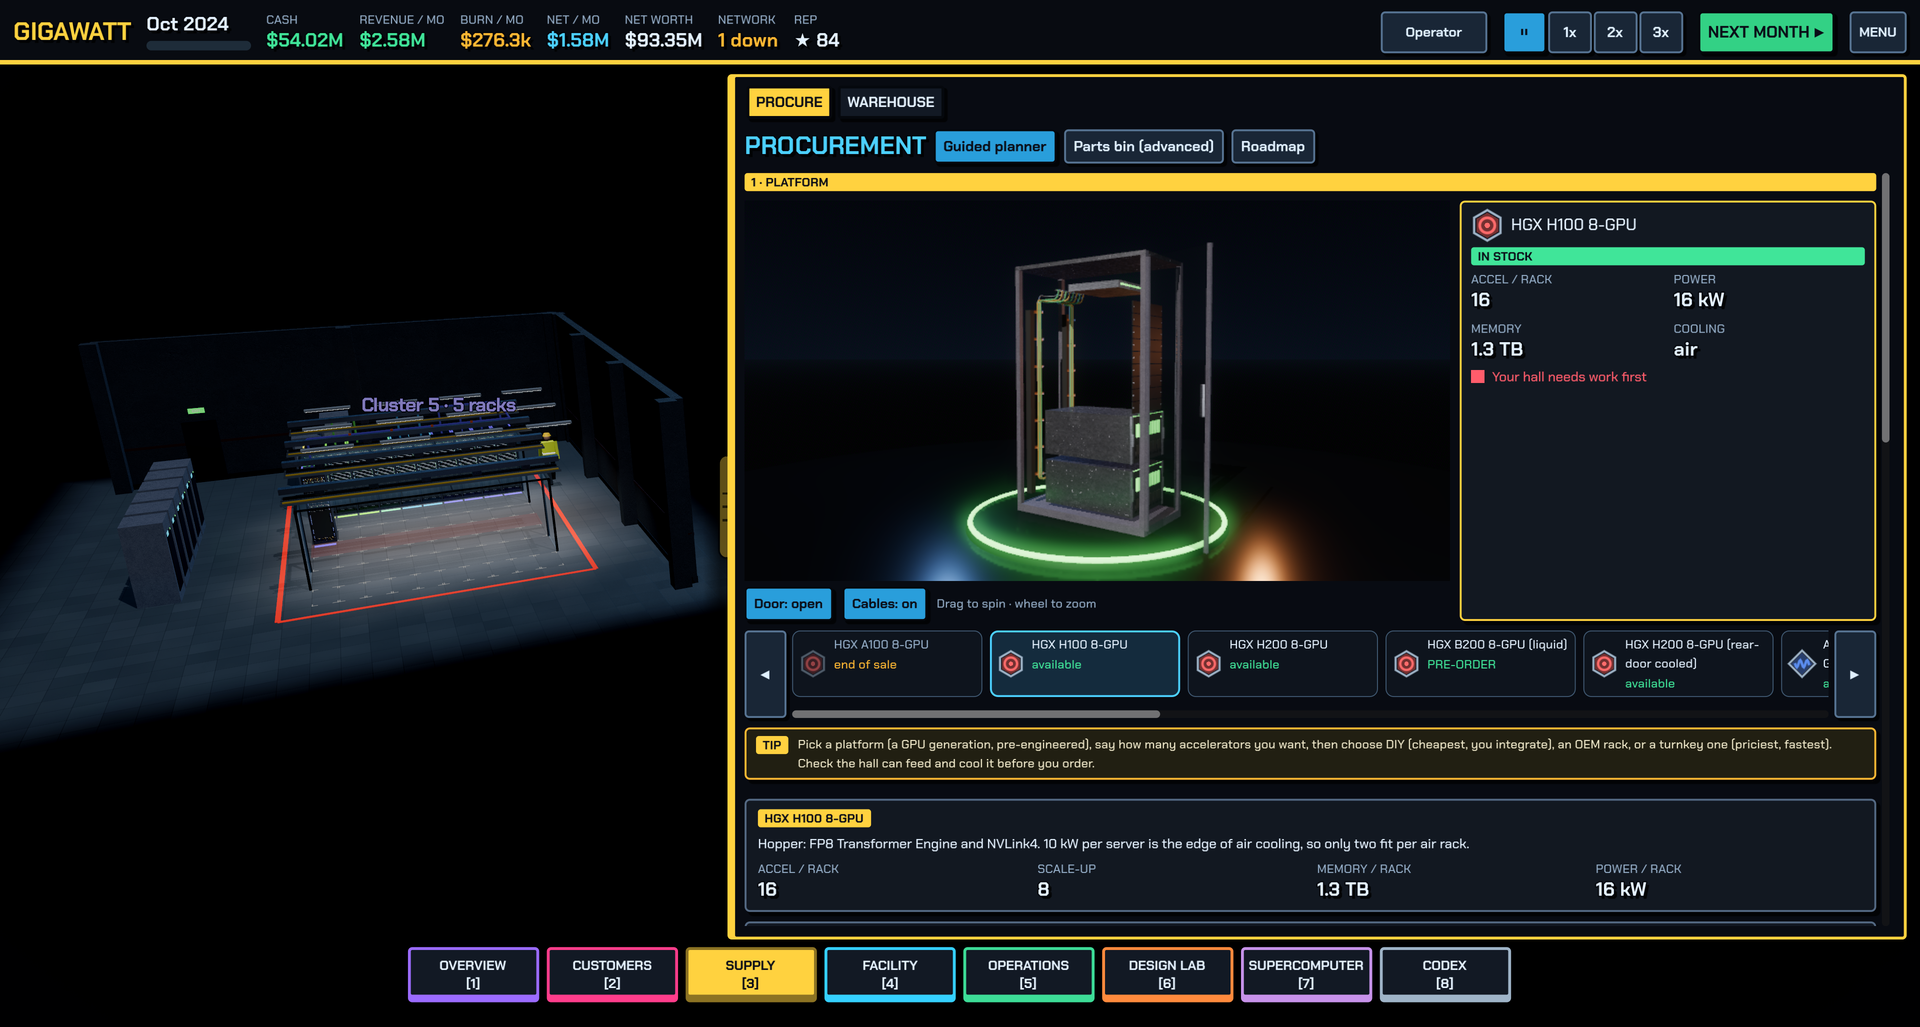 GIGAWATT
Oct 2024
CASH
$54.02M
REVENUE / MO
$2.58M
BURN / MO
$276.3k
NET / MO
$1.58M
NET WORTH
$93.35M
NETWORK
1 down
REP
★ 84
Operator
1x
2x
3x
NEXT MONTH ▶
MENU
Cluster 5 · 5 racks
PROCURE
WAREHOUSE
PROCUREMENT
Guided planner
Parts bin (advanced)
Roadmap
1 · PLATFORM
HGX H100 8-GPU
IN STOCK
ACCEL / RACK
16
POWER
16 kW
MEMORY
1.3 TB
COOLING
air
Your hall needs work first
Door: open
Cables: on
Drag to spin · wheel to zoom
HGX A100 8-GPU
end of sale
HGX H100 8-GPU
available
HGX H200 8-GPU
available
HGX B200 8-GPU (liquid)
PRE-ORDER
HGX H200 8-GPU (rear-
door cooled)
available
TIP
Pick a platform (a GPU generation, pre-engineered), say how many accelerators you want, then choose DIY (cheapest, you integrate), an OEM rack, or a turnkey one (priciest, fastest).
Check the hall can feed and cool it before you order.
HGX H100 8-GPU
Hopper: FP8 Transformer Engine and NVLink4. 10 kW per server is the edge of air cooling, so only two fit per air rack.
ACCEL / RACK
16
SCALE-UP
8
MEMORY / RACK
1.3 TB
POWER / RACK
16 kW
OVERVIEW
[1]
CUSTOMERS
[2]
SUPPLY
[3]
FACILITY
[4]
OPERATIONS
[5]
DESIGN LAB
[6]
SUPERCOMPUTER
[7]
CODEX
[8]